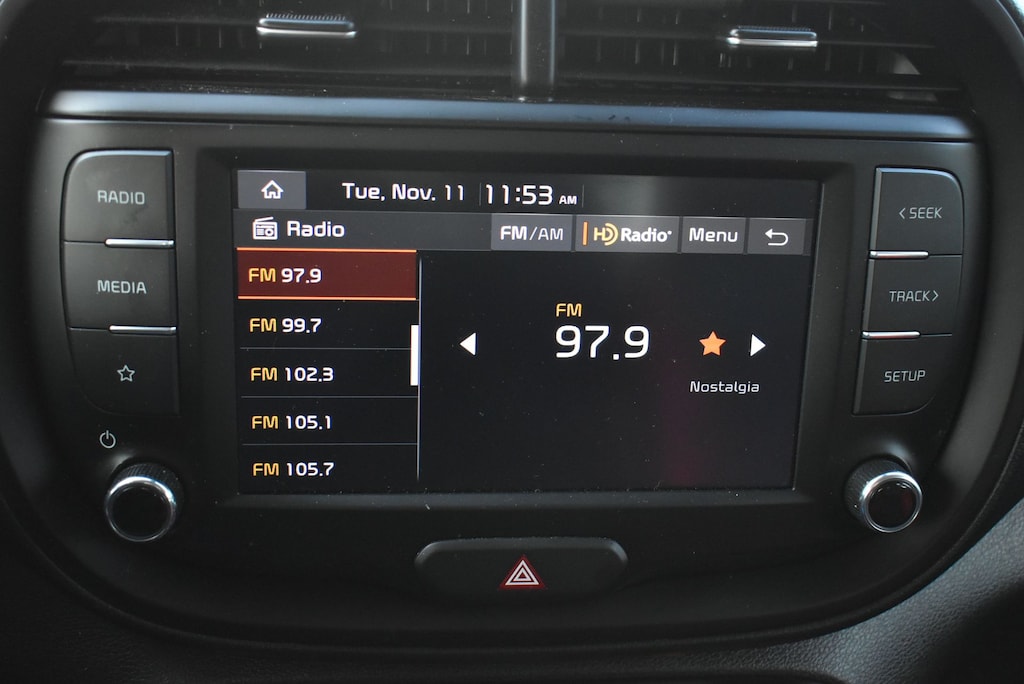 Tue, Nov. 11 11:53 AM
Radio FM/AM HD Radio Menu
FM 97.9
FM 99.7
FM 102.3
FM 105.1
FM 105.7
FM
97.9
Nostalgia
RADIO
MEDIA
< SEEK
TRACK >
SETUP